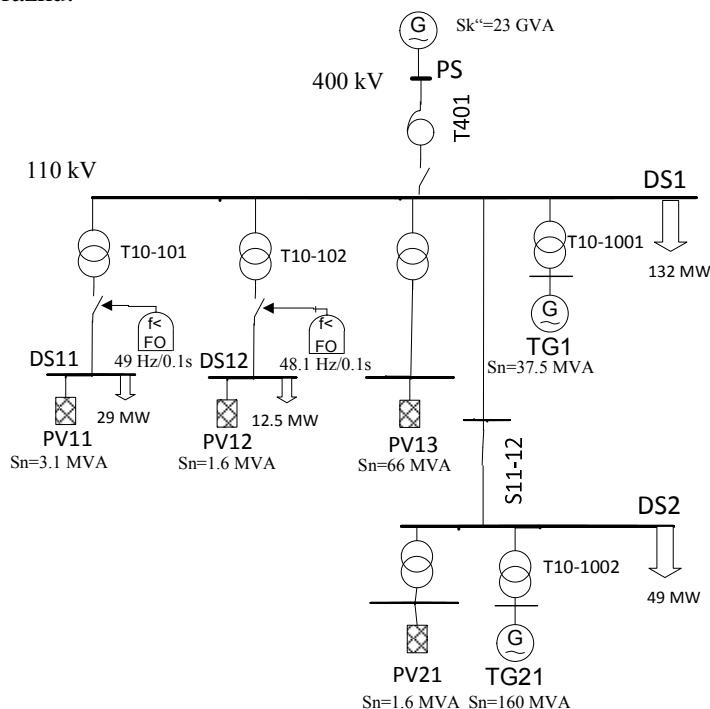 G
Sk“=23 GVA
PS
400 kV
T401
110 kV
DS1
T10-101
T10-102
T10-1001
132 MW
f<
FO
f<
FO
G
TG1
Sn=37.5 MVA
DS11
49 Hz/0.1s
DS12
48.1 Hz/0.1s
29 MW
12.5 MW
PV11
Sn=3.1 MVA
PV12
Sn=1.6 MVA
PV13
Sn=66 MVA
S11-12
DS2
T10-1002
49 MW
G
PV21
TG21
Sn=1.6 MVA
Sn=160 MVA